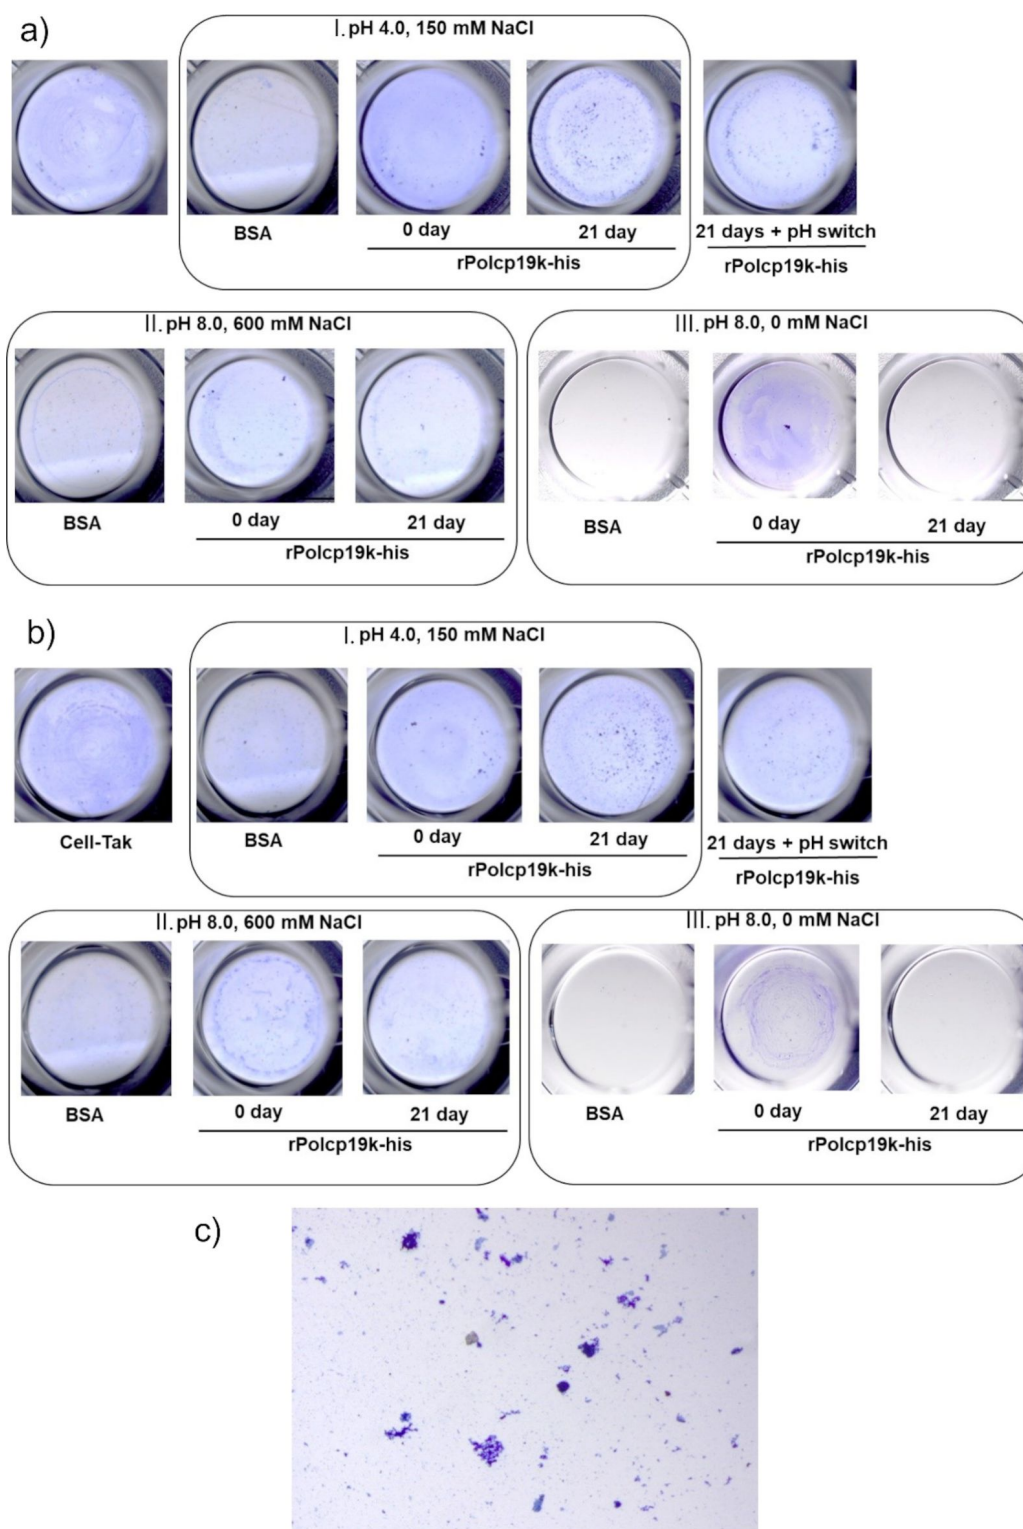 a)
I. pH 4.0, 150 mM NaCl
BSA
0 day
21 day
21 days + pH switch
rPolcp19k-his
rPolcp19k-his
II. pH 8.0, 600 mM NaCl
III. pH 8.0, 0 mM NaCl
BSA
0 day
21 day
rPolcp19k-his
BSA
0 day
21 day
rPolcp19k-his
b)
I. pH 4.0, 150 mM NaCl
Cell-Tak
BSA
0 day
21 day
21 days + pH switch
rPolcp19k-his
rPolcp19k-his
II. pH 8.0, 600 mM NaCl
III. pH 8.0, 0 mM NaCl
BSA
0 day
21 day
rPolcp19k-his
BSA
0 day
21 day
rPolcp19k-his
c)